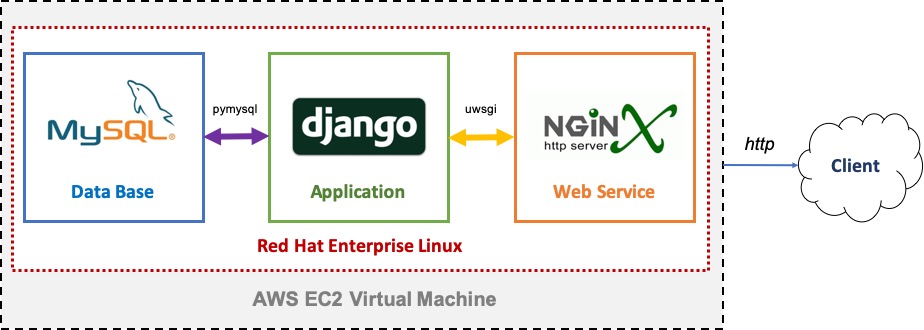 pymysql
uwsgi
MySQL®
django
NGiNX
http server
Data Base
Application
Web Service
http
Client
Red Hat Enterprise Linux
AWS EC2 Virtual Machine